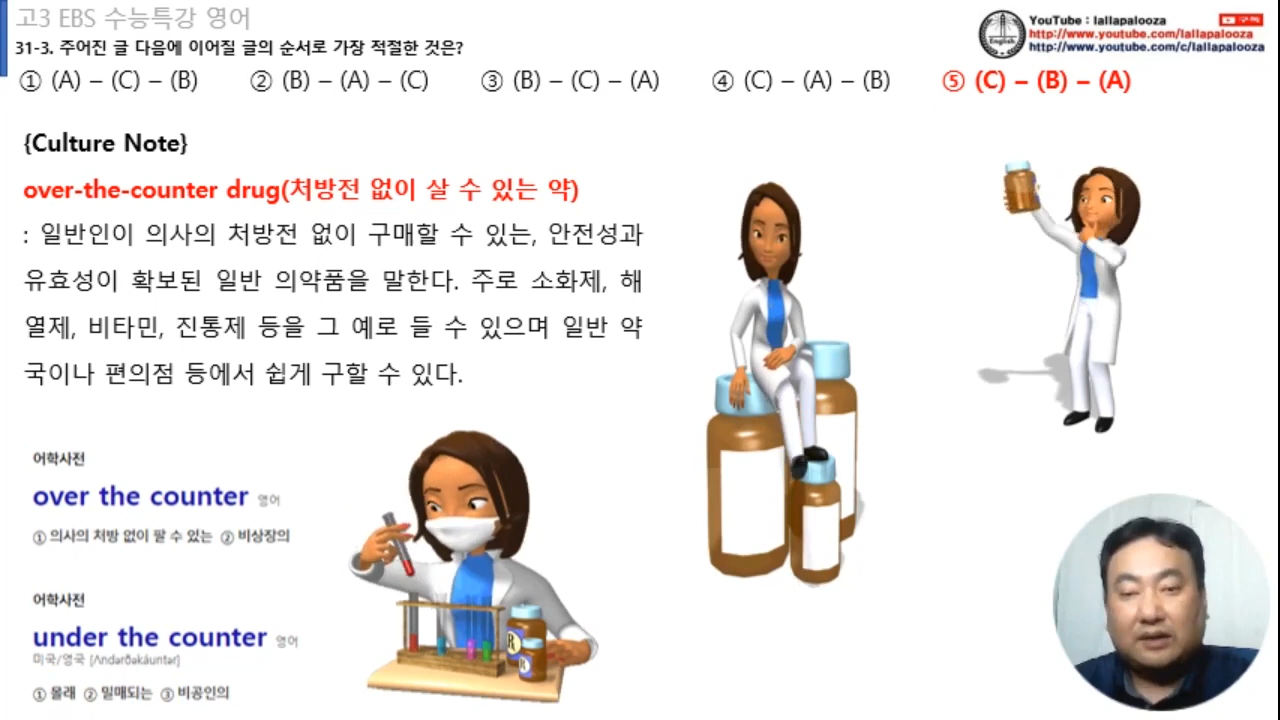 고3 EBS 수능특강 영어
31-3. 주어진 글 다음에 이어질 글의 순서로 가장 적절한 것은?
① (A) – (C) – (B) ② (B) – (A) – (C) ③ (B) – (C) – (A) ④ (C) – (A) – (B) ⑤ (C) – (B) – (A)
YouTube : lallapalooza 구독
http://www.youtube.com/lallapalooza
http://www.youtube.com/c/lallapalooza
English
{Culture Note}
over-the-counter drug(처방전 없이 살 수 있는 약)
: 일반인이 의사의 처방전 없이 구매할 수 있는, 안전성과
유효성이 확보된 일반 의약품을 말한다. 주로 소화제, 해
열제, 비타민, 진통제 등을 그 예로 들 수 있으며 일반 약
국이나 편의점 등에서 쉽게 구할 수 있다.
어학사전
over the counter 영어
① 의사의 처방 없이 팔 수 있는 ② 비상장의
어학사전
under the counter 영어
미국/영국 [ʌndərðəkáuntər]
① 몰래 ② 밀매되는 ③ 비공인의